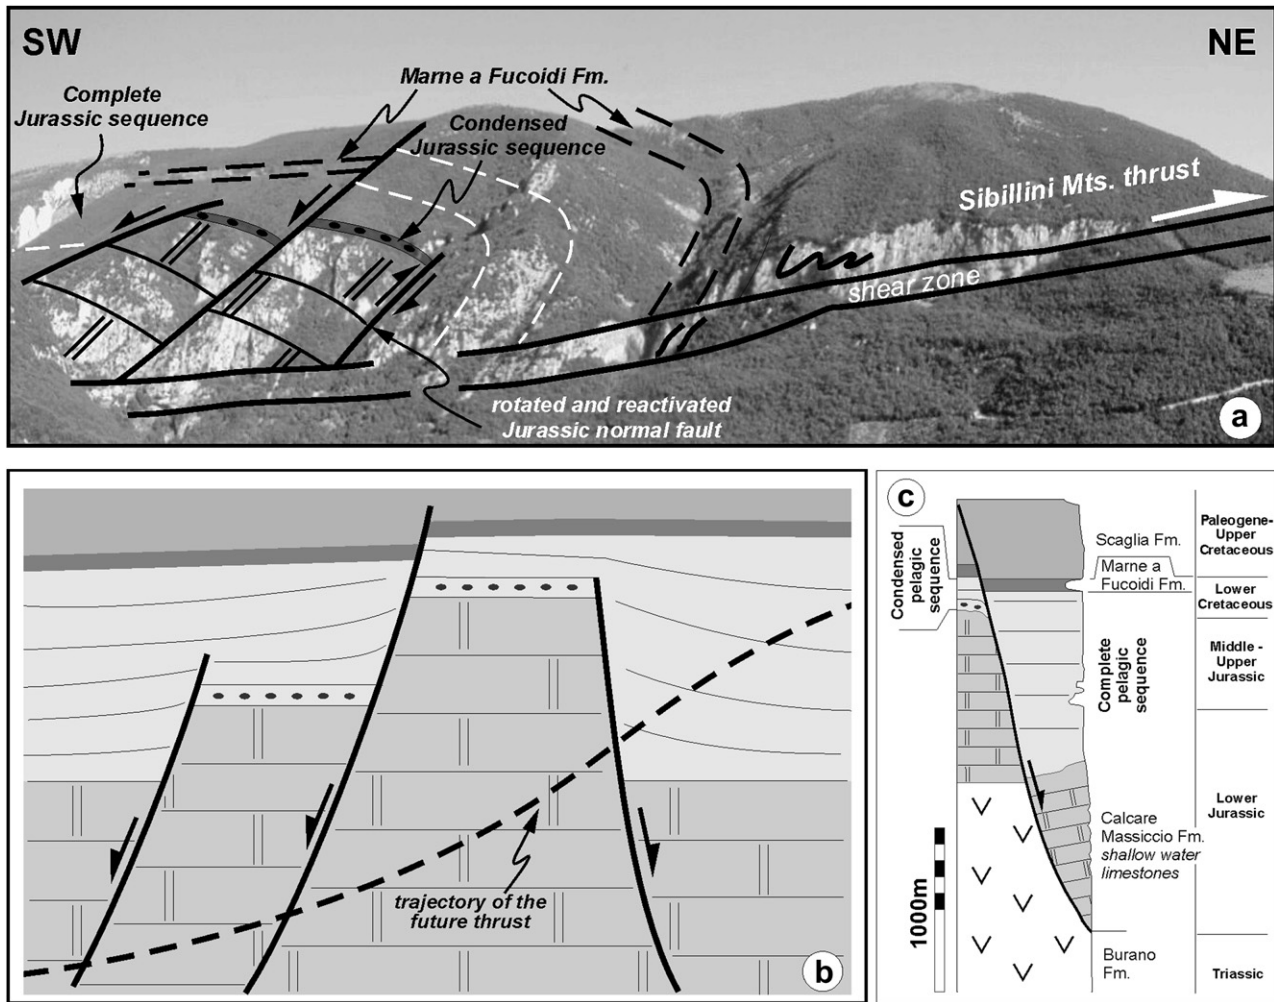 SW
NE
Marne a Fucoidi Fm.
Complete
Jurassic sequence
Condensed
Jurassic sequence
Sibillini Mts. thrust
shear zone
rotated and reactivated
Jurassic normal fault
a
trajectory of the
future thrust
b
c
Condensed
pelagic
sequence
Scaglia Fm.
Marne a
Fucoidi Fm.
Complete
pelagic
sequence
Calcare
Massiccio Fm.
shallow water
limestones
Burano
Fm.
1000m
Paleogene-
Upper
Cretaceous
Lower
Cretaceous
Middle -
Upper
Jurassic
Lower
Jurassic
Triassic